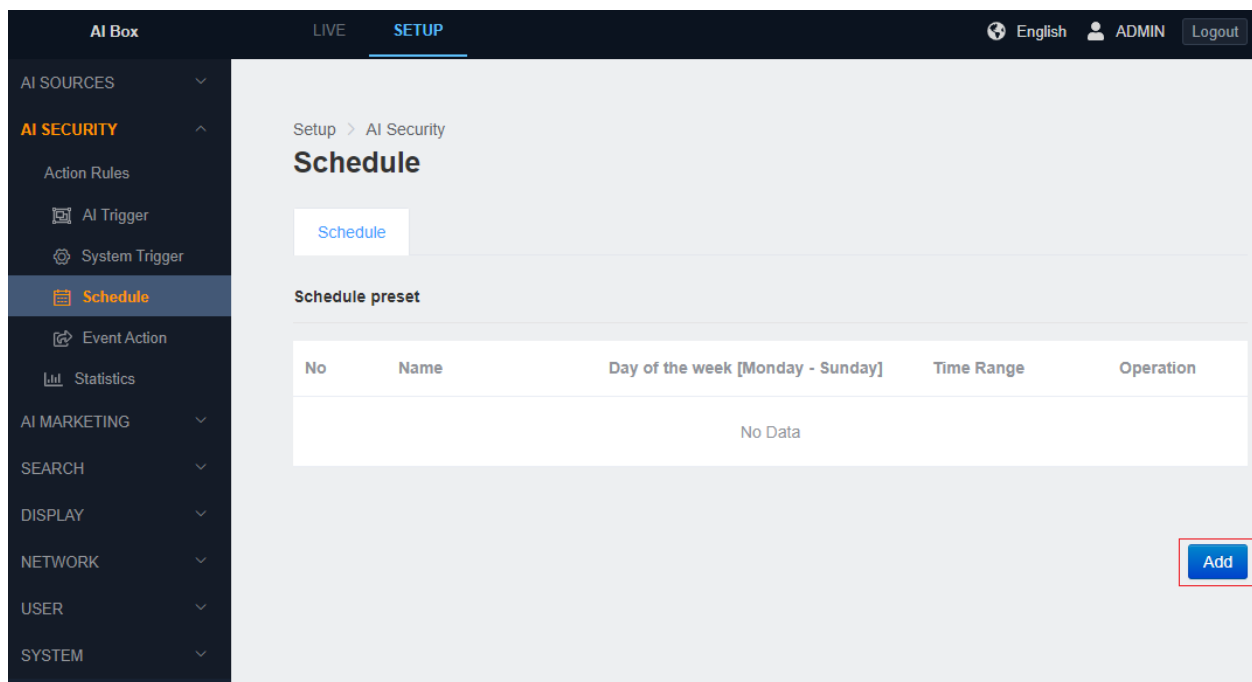 AI Box LIVE SETUP English ADMIN Logout
AI SOURCES
AI SECURITY
Action Rules
AI Trigger
System Trigger
Schedule
Event Action
Statistics
AI MARKETING
SEARCH
DISPLAY
NETWORK
USER
SYSTEM
Setup > AI Security
Schedule
Schedule
Schedule preset
No Name Day of the week [Monday - Sunday] Time Range Operation
No Data
Add